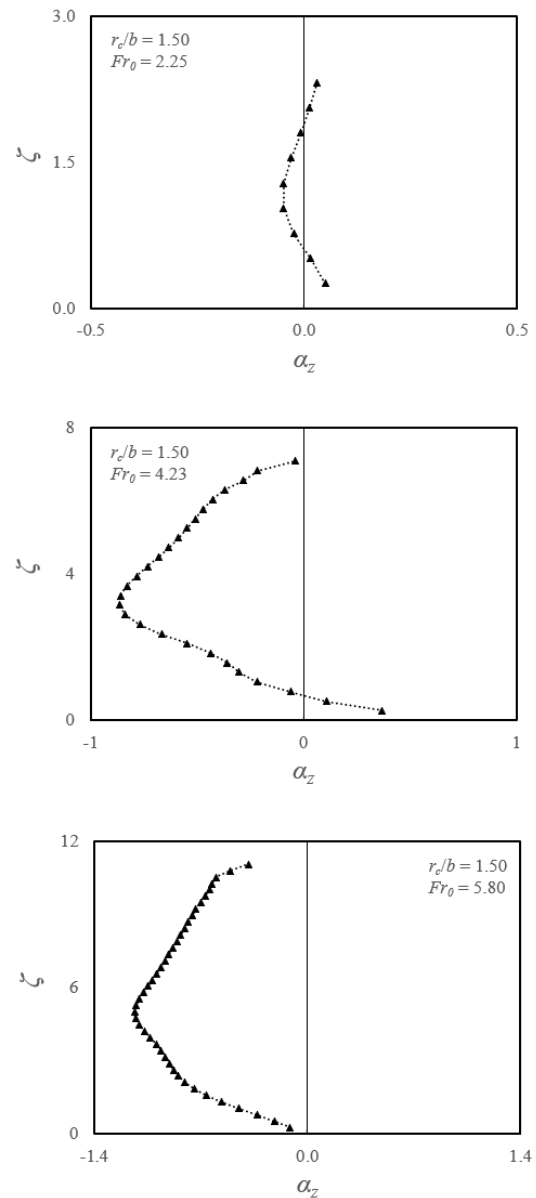 3.0
r_c/b = 1.50
Fr_0 = 2.25
ζ
1.5
0.0
-0.5 0.0 0.5
α_z
8
r_c/b = 1.50
Fr_0 = 4.23
ζ
4
0
-1 0 1
α_z
12
r_c/b = 1.50
Fr_0 = 5.80
ζ
6
0
-1.4 0.0 1.4
α_z